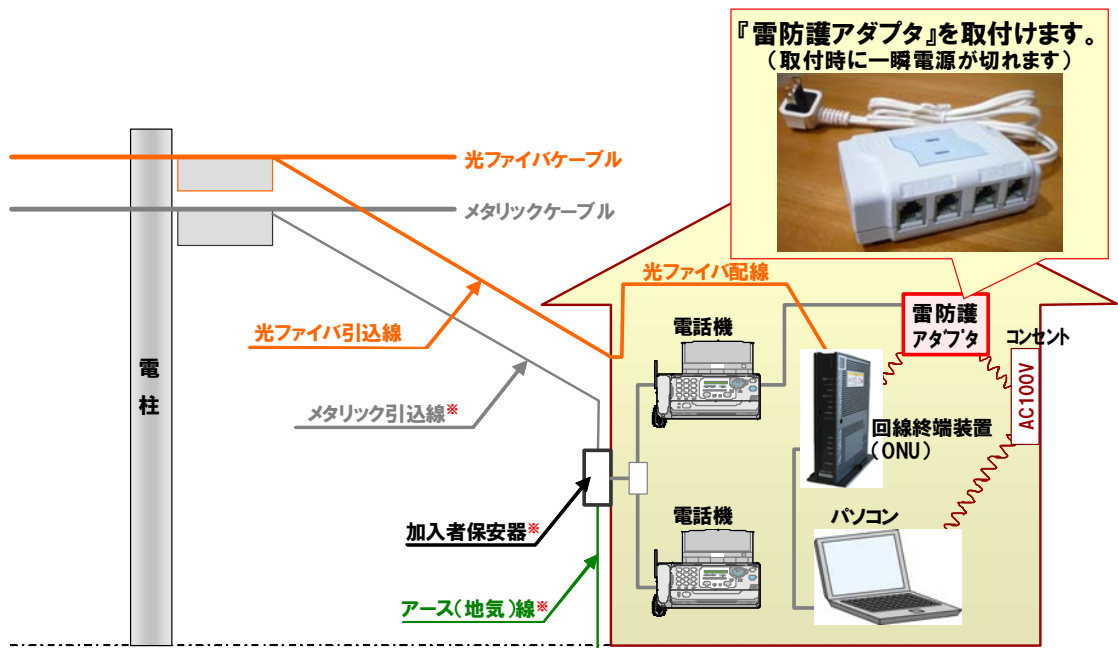 『雷防護アダプタ』を取付けます。
（取付時に一瞬電源が切れます）
光ファイバケーブル
メタリックケーブル
光ファイバ配線
光ファイバ引込線
メタリック引込線※
電柱
電話機
雷防護
アダプタ
コンセント
AC100V
回線終端装置
（ONU）
加入者保安器※
電話機
パソコン
アース（地気）線※